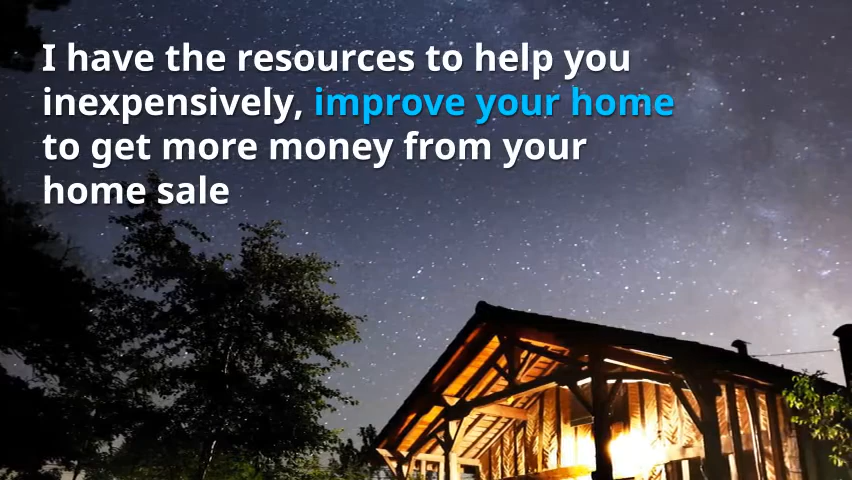 I have the resources to help you
inexpensively, improve your home
to get more money from your
home sale